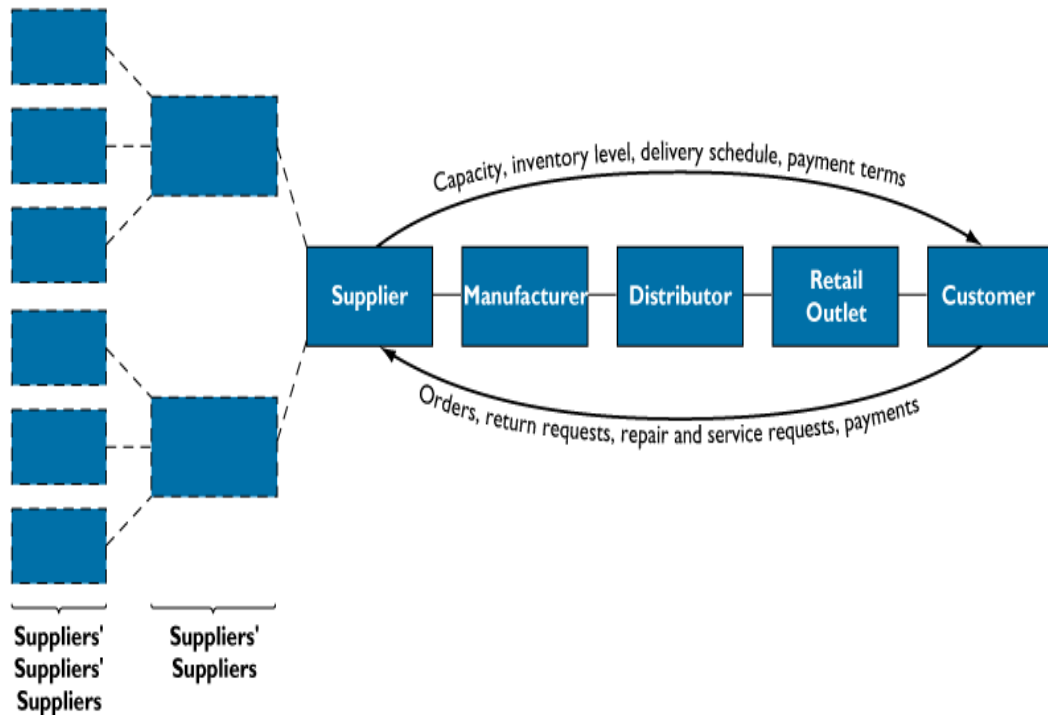 Capacity, inventory level, delivery schedule, payment terms
Supplier
Manufacturer
Distributor
Retail
Outlet
Customer
Orders, return requests, repair and service requests, payments
Suppliers'
Suppliers'
Suppliers
Suppliers'
Suppliers